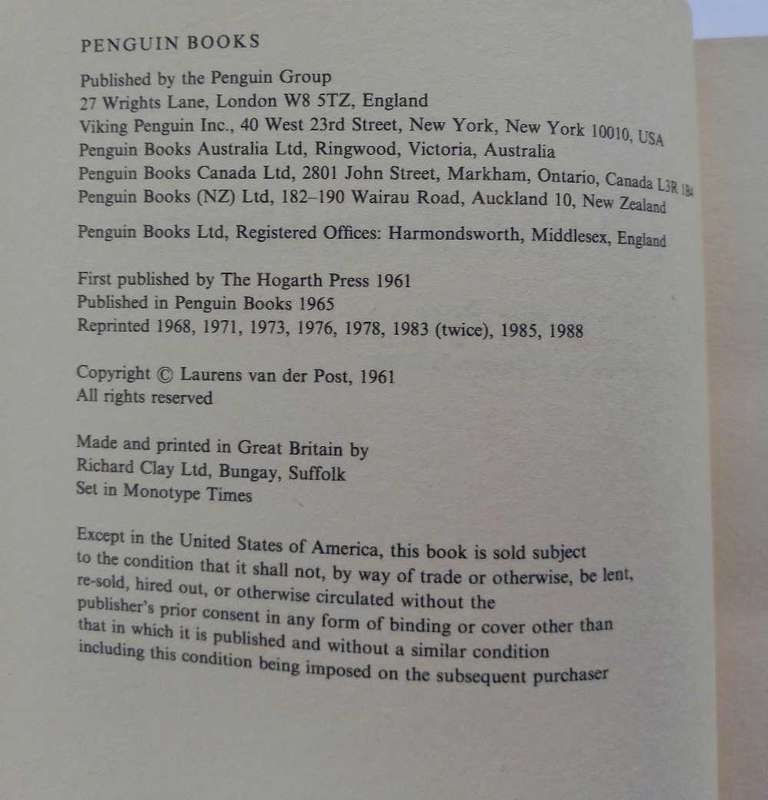 PENGUIN BOOKS
Published by the Penguin Group
27 Wrights Lane, London W8 5TZ, England
Viking Penguin Inc., 40 West 23rd Street, New York, New York 10010, USA
Penguin Books Australia Ltd, Ringwood, Victoria, Australia
Penguin Books Canada Ltd, 2801 John Street, Markham, Ontario, Canada L3R 1B4
Penguin Books (NZ) Ltd, 182–190 Wairau Road, Auckland 10, New Zealand
Penguin Books Ltd, Registered Offices: Harmondsworth, Middlesex, England
First published by The Hogarth Press 1961
Published in Penguin Books 1965
Reprinted 1968, 1971, 1973, 1976, 1978, 1983 (twice), 1985, 1988
Copyright © Laurens van der Post, 1961
All rights reserved
Made and printed in Great Britain by
Richard Clay Ltd, Bungay, Suffolk
Set in Monotype Times
Except in the United States of America, this book is sold subject
to the condition that it shall not, by way of trade or otherwise, be lent,
re-sold, hired out, or otherwise circulated without the
publisher's prior consent in any form of binding or cover other than
that in which it is published and without a similar condition
including this condition being imposed on the subsequent purchaser